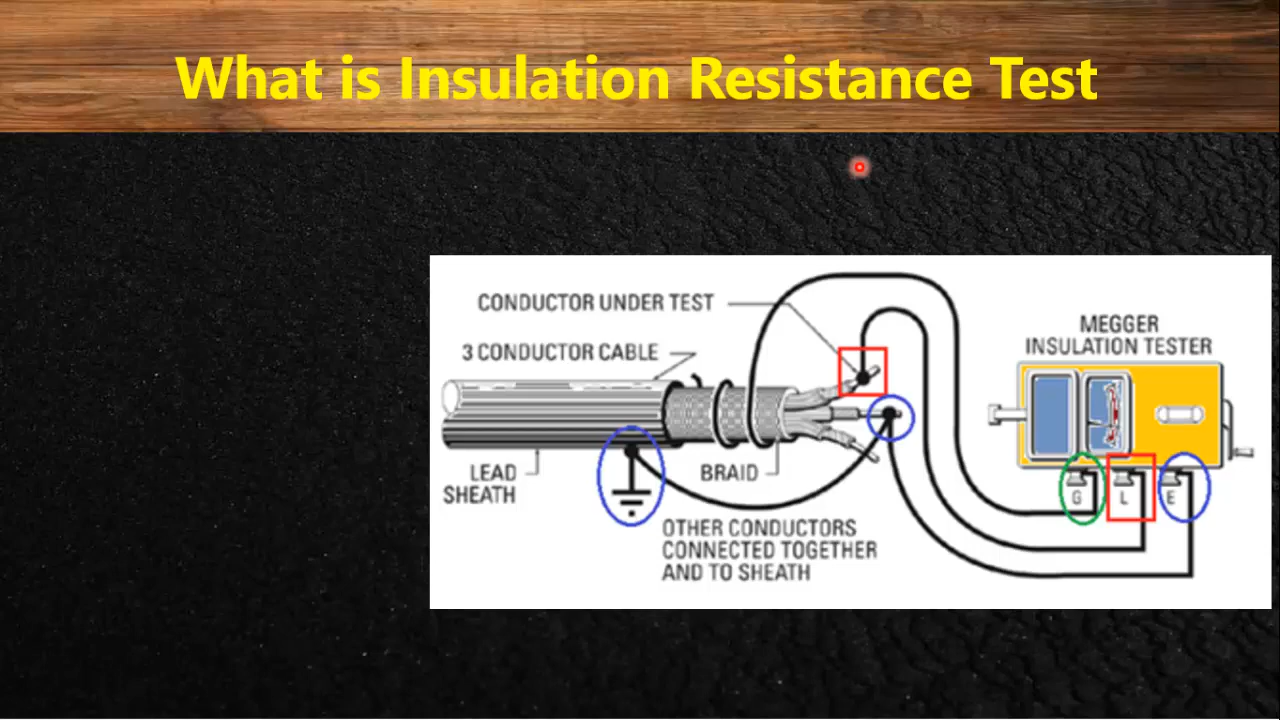 What is Insulation Resistance Test
CONDUCTOR UNDER TEST
3 CONDUCTOR CABLE
MEGGER
INSULATION TESTER
LEAD
SHEATH
BRAID
G
L
E
OTHER CONDUCTORS
CONNECTED TOGETHER
AND TO SHEATH